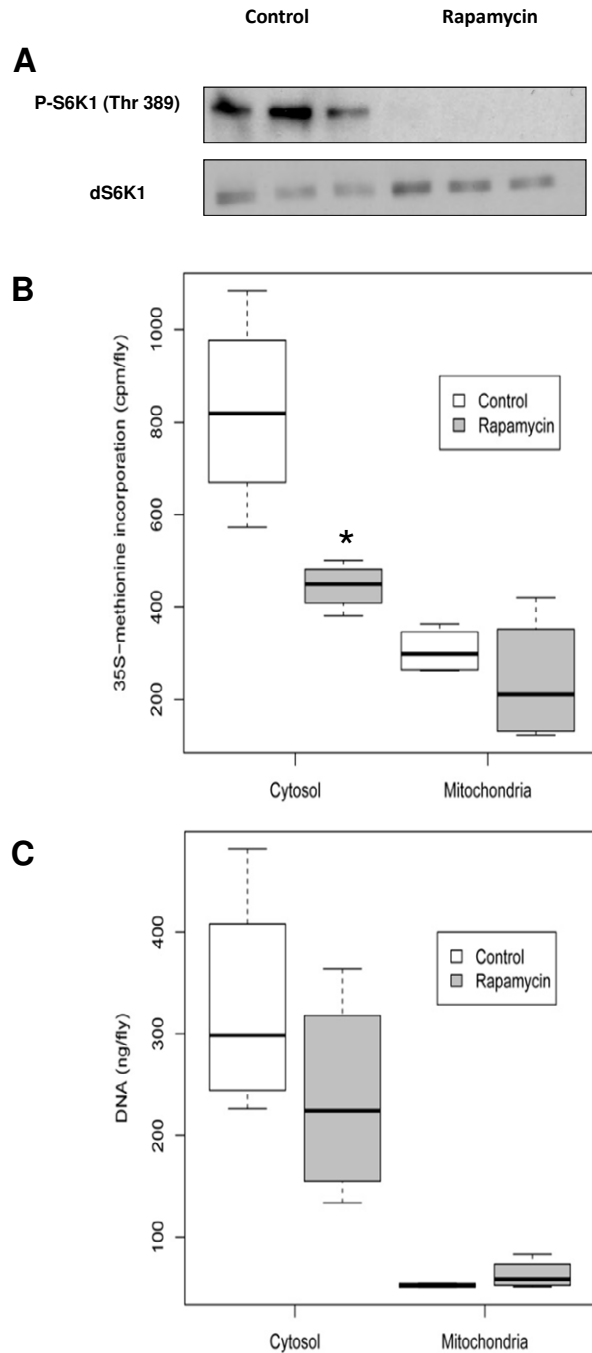 Control Rapamycin
A
P-S6K1 (Thr 389)
dS6K1
B
35S−methionine incorporation (cpm/fly)
1000
800
600
400
200
*
Control
Rapamycin
Cytosol Mitochondria
C
DNA (ng/fly)
400
300
200
100
Control
Rapamycin
Cytosol Mitochondria